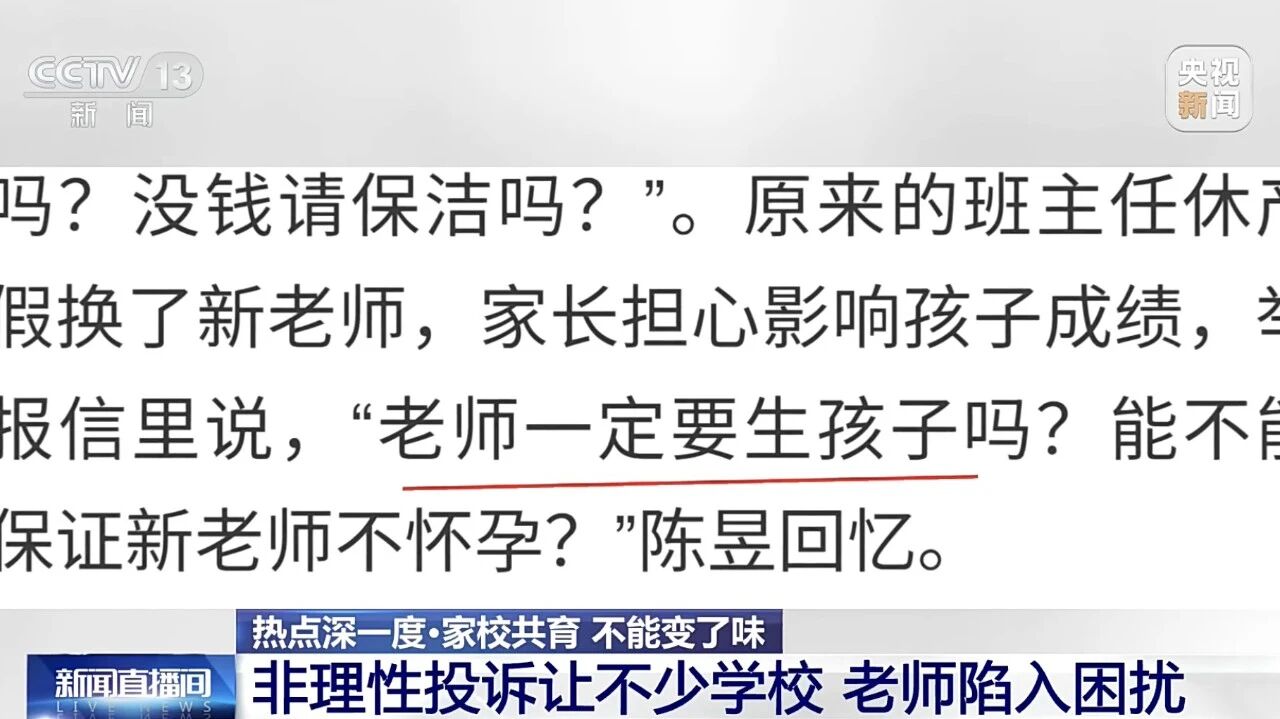 CCTV 13
新闻
央视
新闻
吗？没钱请保洁吗？”。原来的班主任休产
假换了新老师，家长担心影响孩子成绩，举
报信里说，“老师一定要生孩子吗？能不能
保证新老师不怀孕？”陈昱回忆。
热点深一度·家校共育 不能变了味
新闻直播间
LIVE NEWS
非理性投诉让不少学校 老师陷入困扰